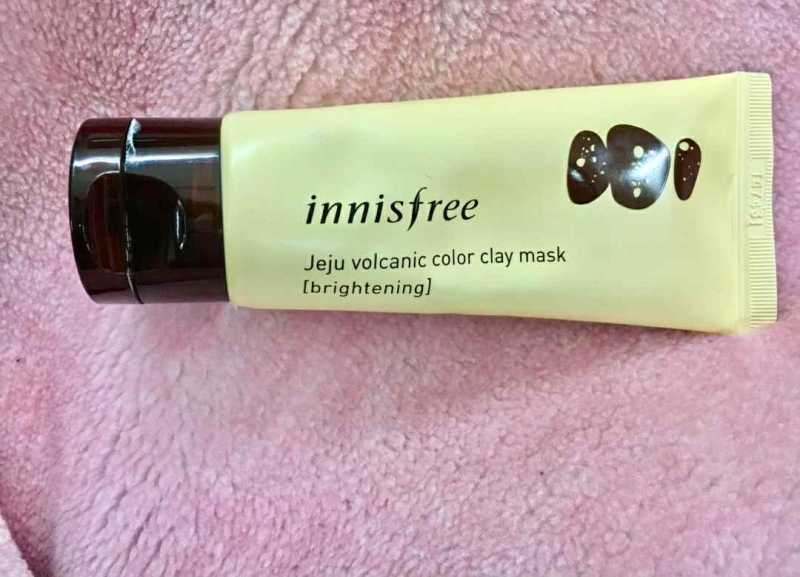 innisfree
Jeju volcanic color clay mask
[brightening]